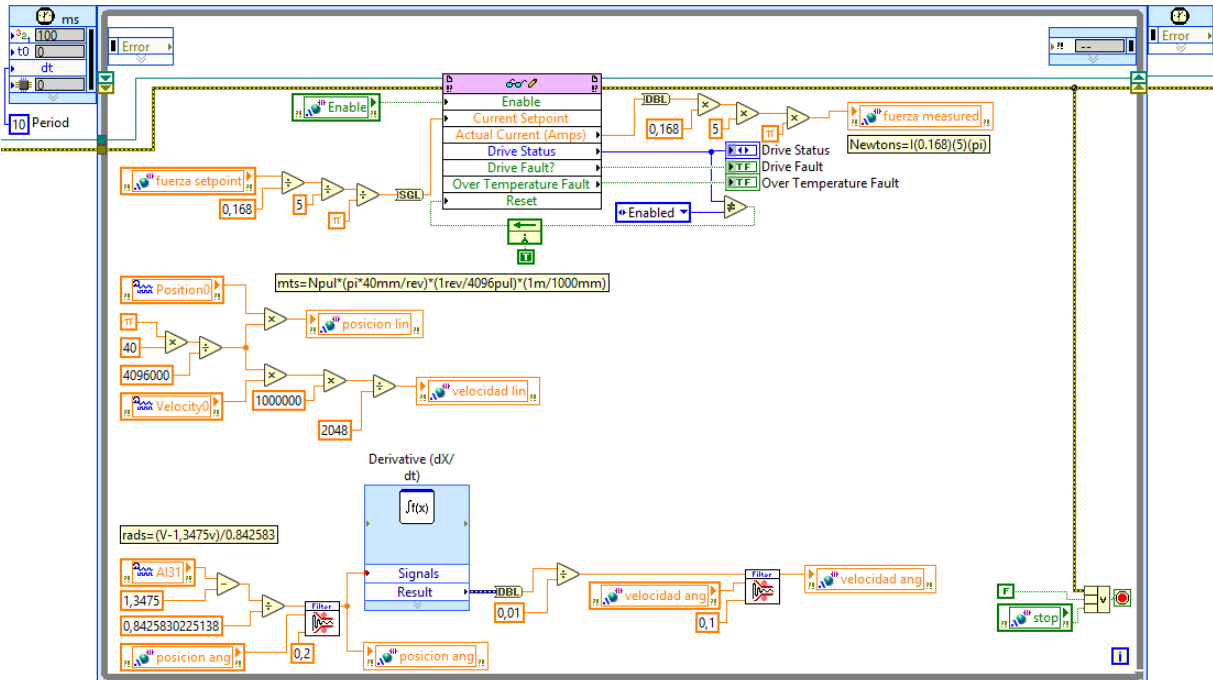 ms
100
t0 0
dt
0
10 Period
Error
--
Error
Enable
Enable
Current Setpoint
Actual Current (Amps)
Drive Status
Drive Fault?
Over Temperature Fault
Reset
DBL
0,168
5
π
fuerza measured
Newtons=I(0.168)(5)(pi)
Drive Status
TF Drive Fault
TF Over Temperature Fault
Enabled
fuerza setpoint
0,168
5
π
SGL
T
mts=Npul*(pi*40mm/rev)*(1rev/4096pul)*(1m/1000mm)
Position0
π
40
4096000
posicion lin
Velocity0
1000000
2048
velocidad lin
Derivative (dX/
dt)
∫f(x)
Signals
Result
rads=(V-1,3475v)/0.842583
AI31
1,3475
0,8425830225138
posicion ang
Filter
0,2
posicion ang
DBL
0,01
velocidad ang
0,1
Filter
velocidad ang
F
stop
i